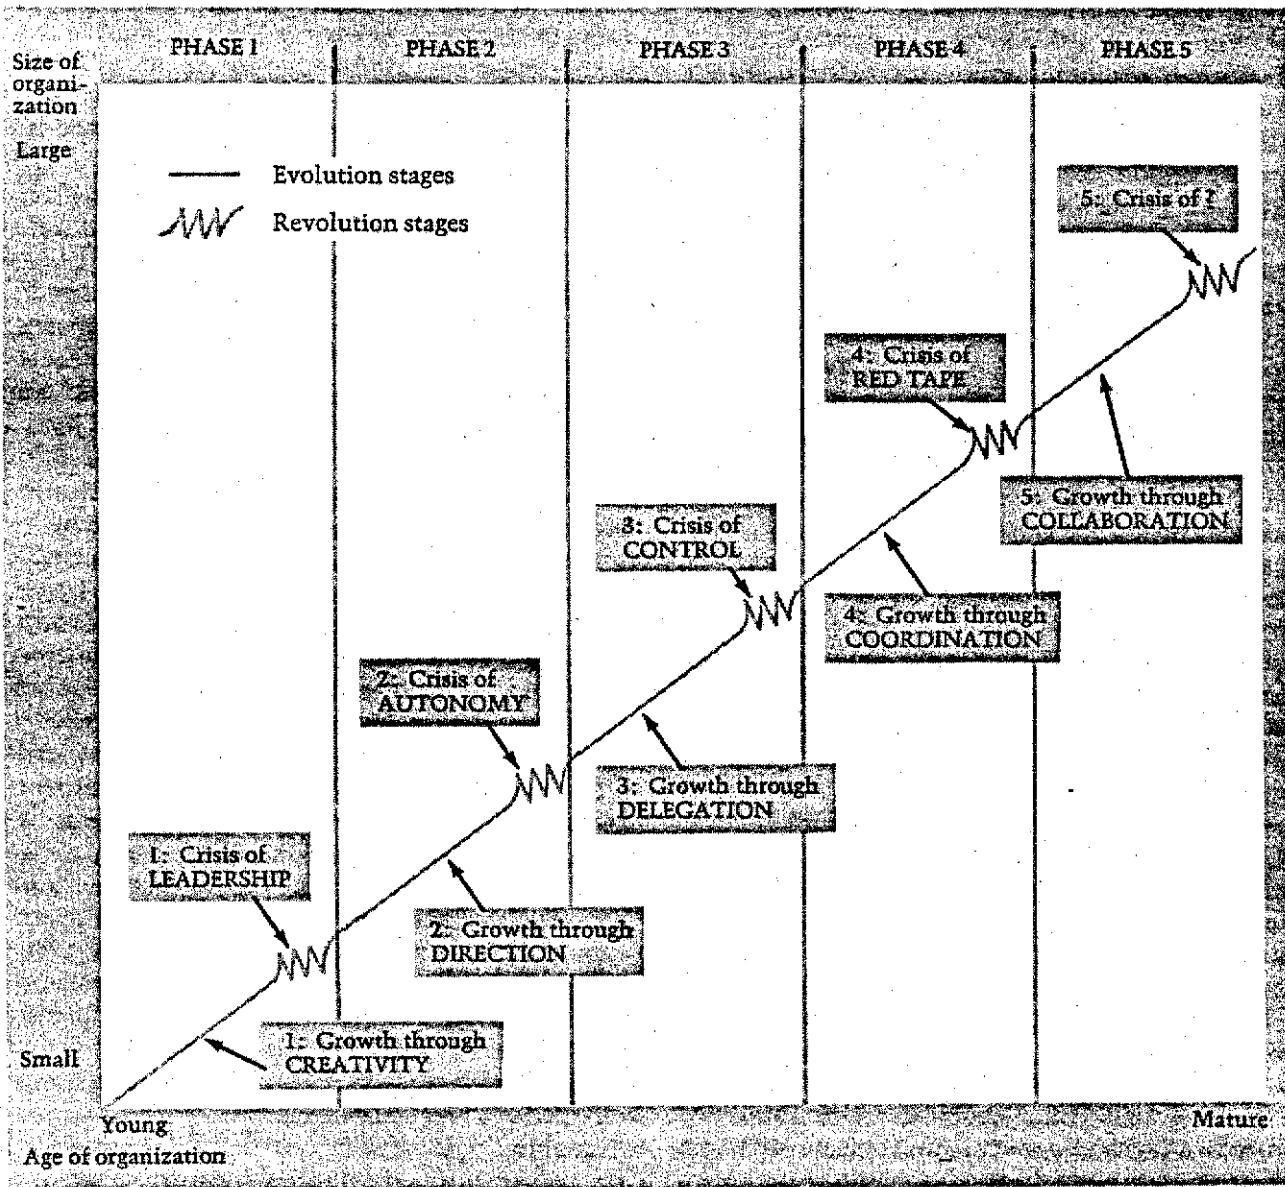 PHASE 1
PHASE 2
PHASE 3
PHASE 4
PHASE 5
Size of
organi-
zation
Large
Evolution stages
Revolution stages
5: Crisis of ?
4: Crisis of
RED TAPE
5: Growth through
COLLABORATION
3: Crisis of
CONTROL
4: Growth through
COORDINATION
2: Crisis of
AUTONOMY
3: Growth through
DELEGATION
1: Crisis of
LEADERSHIP
2: Growth through
DIRECTION
1: Growth through
CREATIVITY
Small
Young
Mature
Age of organization